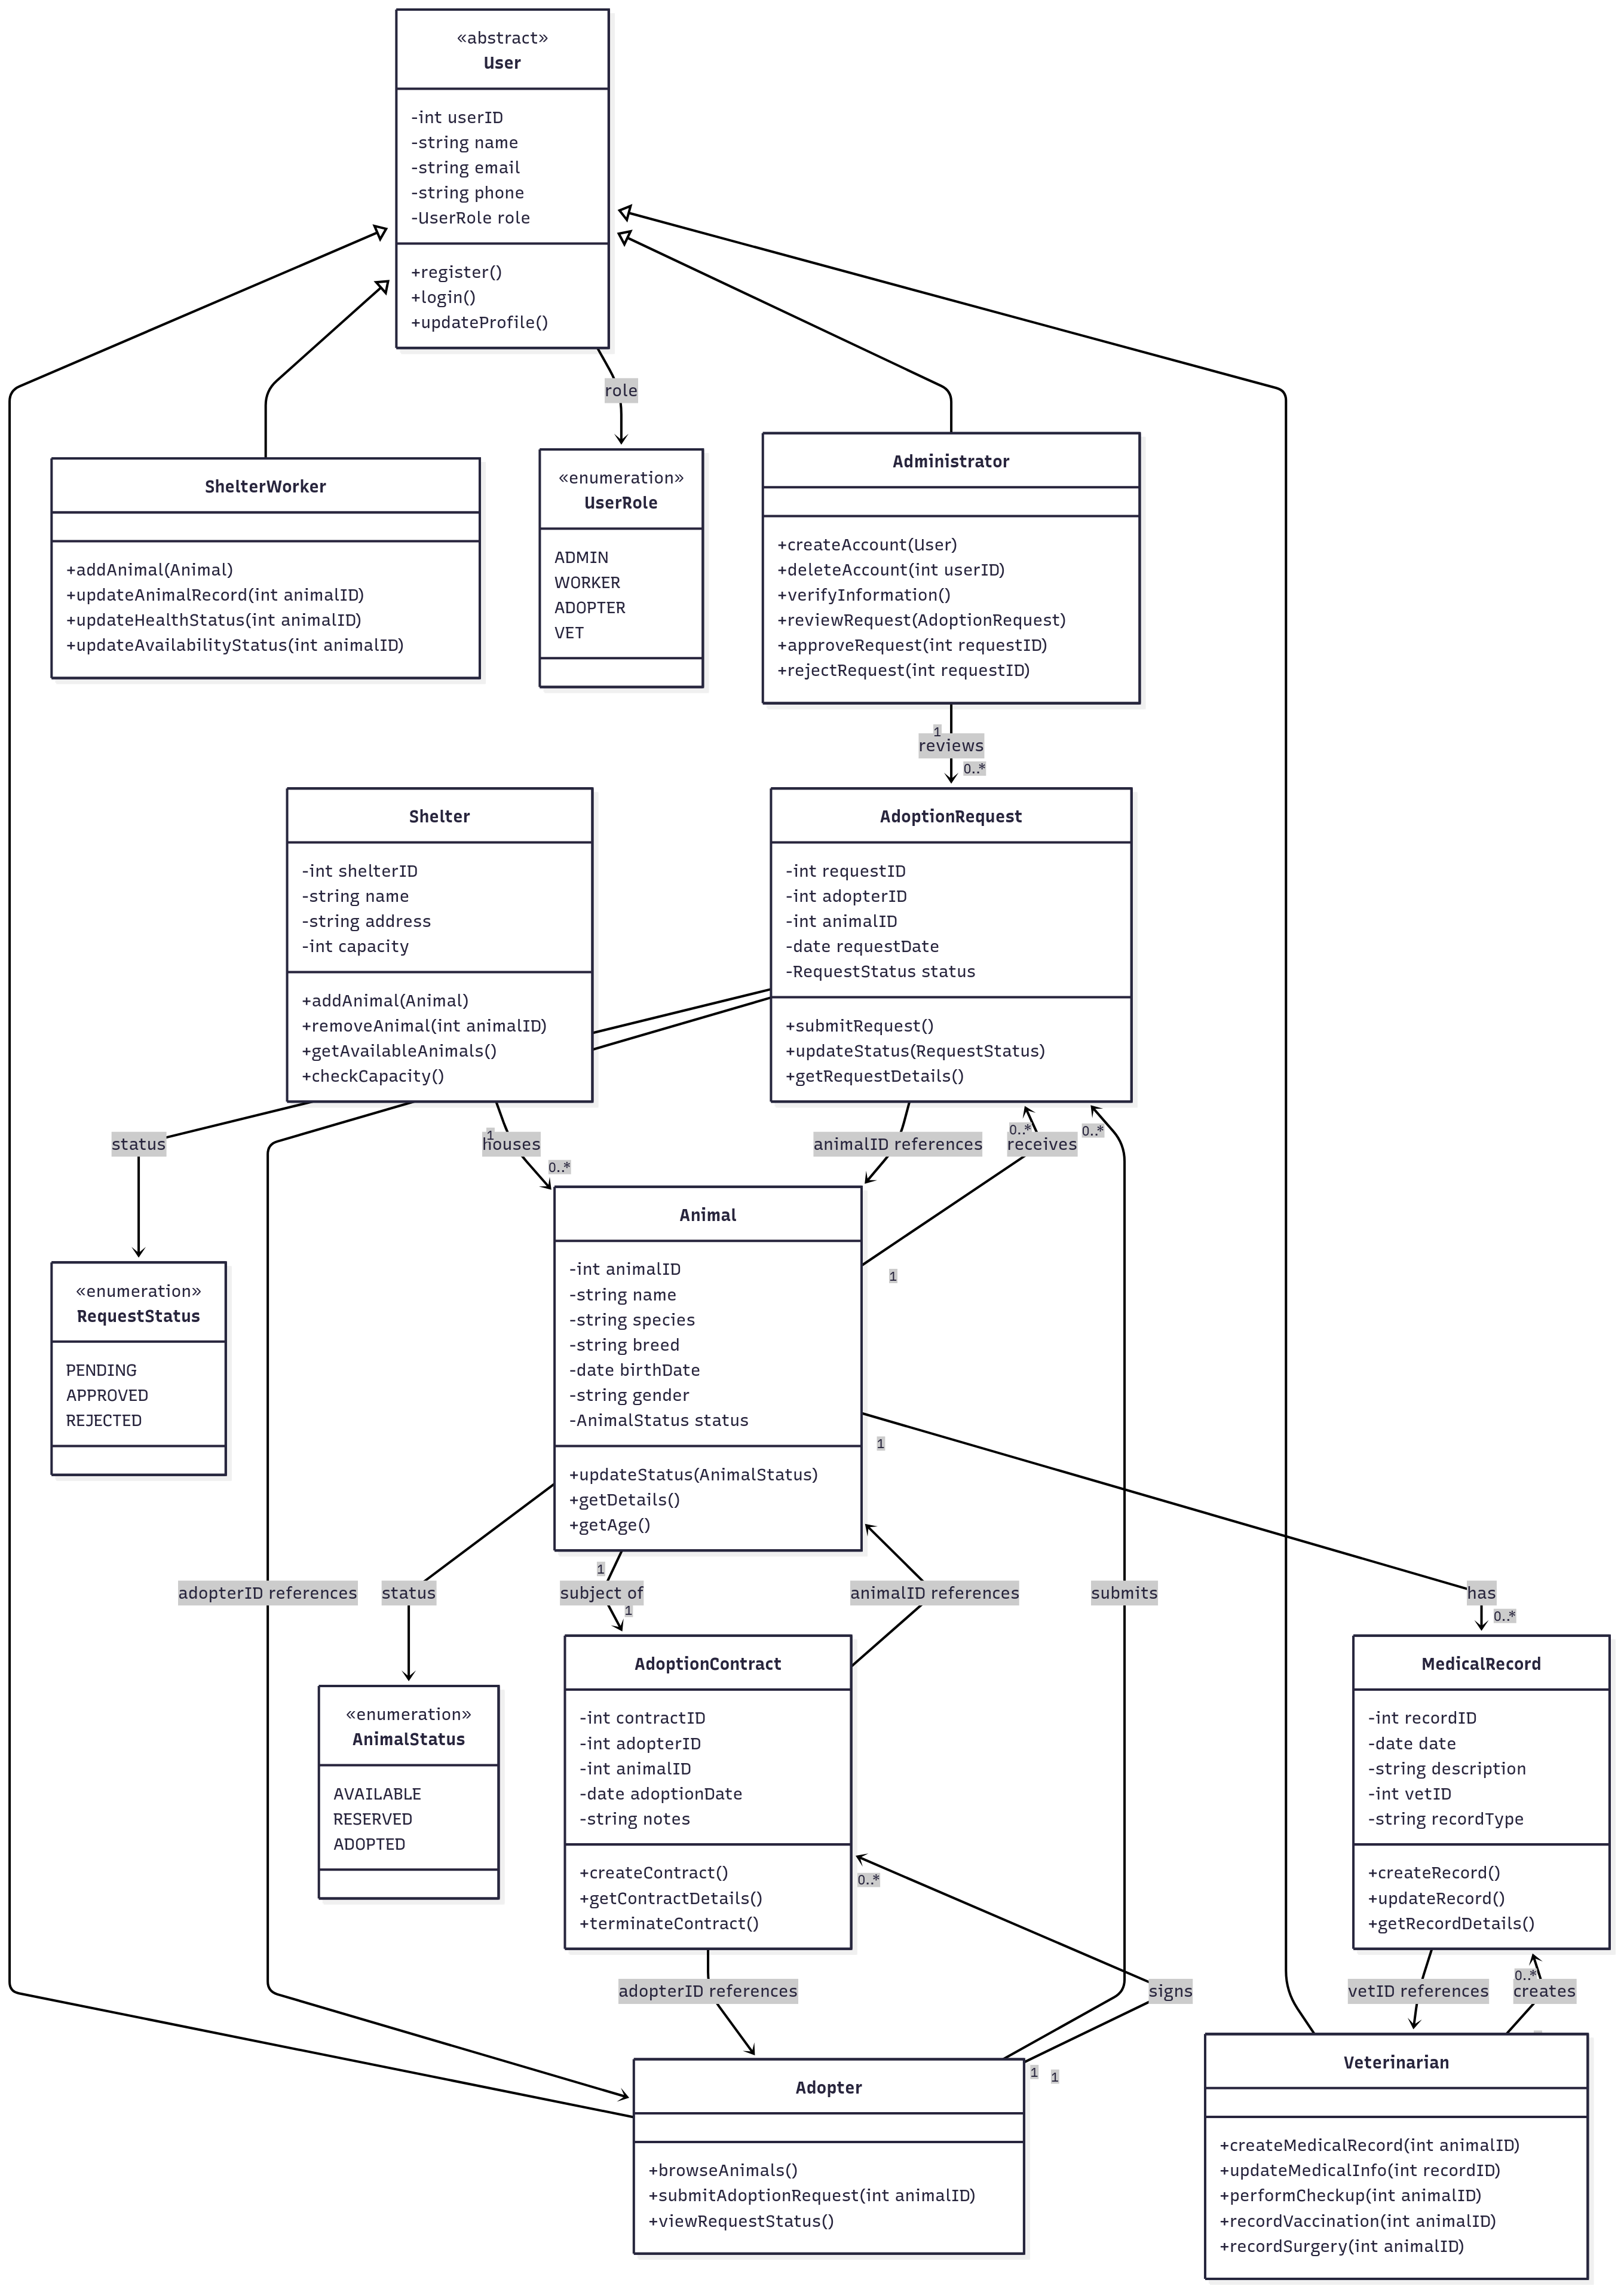 «abstract»
User
-int userID
-string name
-string email
-string phone
-UserRole role
+register()
+login()
+updateProfile()
role
ShelterWorker
+addAnimal(Animal)
+updateAnimalRecord(int animalID)
+updateHealthStatus(int animalID)
+updateAvailabilityStatus(int animalID)
«enumeration»
UserRole
ADMIN
WORKER
ADOPTER
VET
Administrator
+createAccount(User)
+deleteAccount(int userID)
+verifyInformation()
+reviewRequest(AdoptionRequest)
+approveRequest(int requestID)
+rejectRequest(int requestID)
1
reviews
0..*
Shelter
-int shelterID
-string name
-string address
-int capacity
+addAnimal(Animal)
+removeAnimal(int animalID)
+getAvailableAnimals()
+checkCapacity()
AdoptionRequest
-int requestID
-int adopterID
-int animalID
-date requestDate
-RequestStatus status
+submitRequest()
+updateStatus(RequestStatus)
+getRequestDetails()
status
1
houses
0..*
animalID references
0..*
receives
0..*
Animal
-int animalID
-string name
-string species
-string breed
-date birthDate
-string gender
-AnimalStatus status
+updateStatus(AnimalStatus)
+getDetails()
+getAge()
1
1
«enumeration»
RequestStatus
PENDING
APPROVED
REJECTED
adopterID references
status
1
subject of
1
animalID references
submits
has
0..*
«enumeration»
AnimalStatus
AVAILABLE
RESERVED
ADOPTED
AdoptionContract
-int contractID
-int adopterID
-int animalID
-date adoptionDate
-string notes
+createContract()
+getContractDetails()
+terminateContract()
0..*
MedicalRecord
-int recordID
-date date
-string description
-int vetID
-string recordType
+createRecord()
+updateRecord()
+getRecordDetails()
adopterID references
signs
vetID references
0..*
creates
Adopter
+browseAnimals()
+submitAdoptionRequest(int animalID)
+viewRequestStatus()
1
1
Veterinarian
+createMedicalRecord(int animalID)
+updateMedicalInfo(int recordID)
+performCheckup(int animalID)
+recordVaccination(int animalID)
+recordSurgery(int animalID)